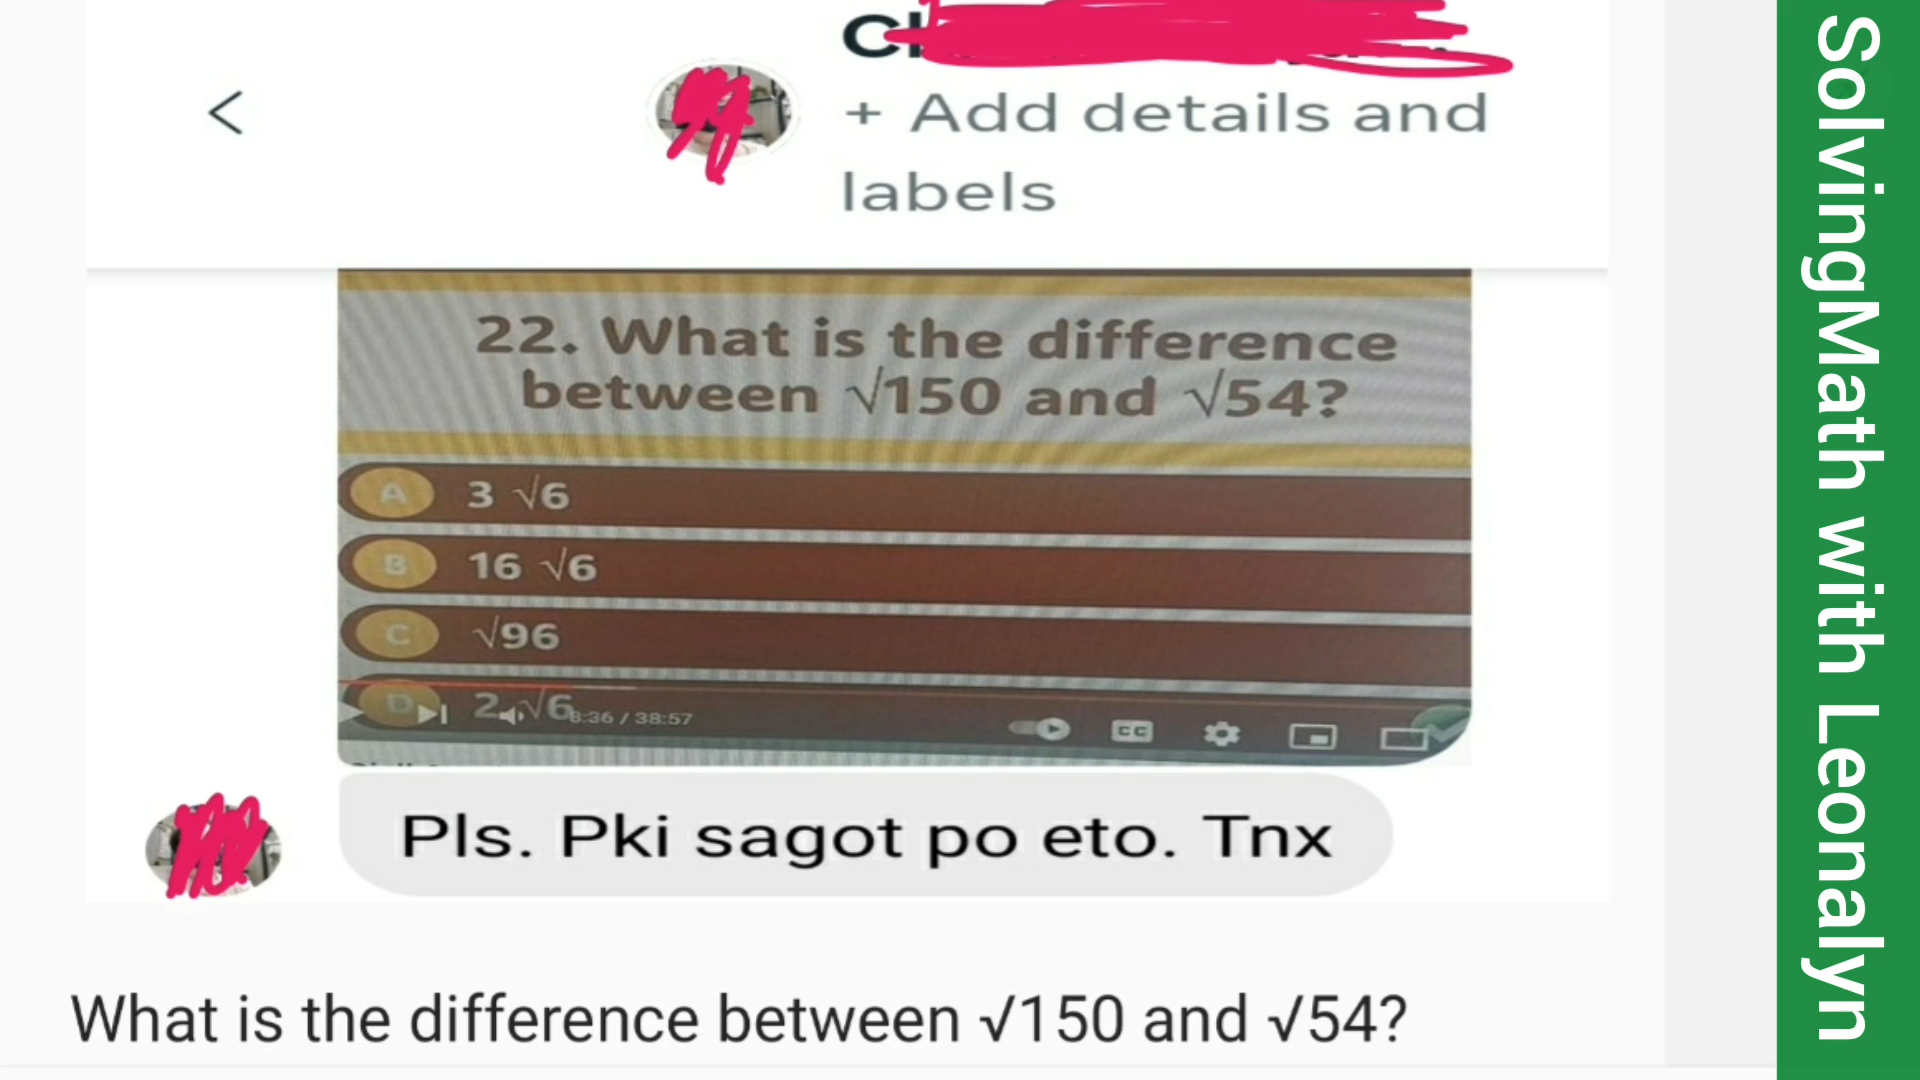 + Add details and
labels
22. What is the difference
between √150 and √54?
A 3 √6
B 16 √6
C √96
D 2 √6
8:36 / 38:57
CC
Pls. Pki sagot po eto. Tnx
What is the difference between √150 and √54?
SolvingMath with Leonalyn